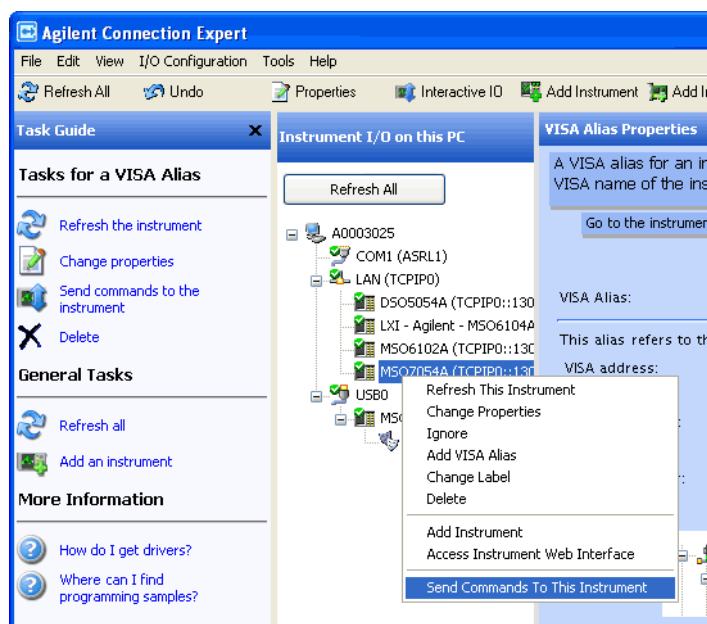 Agilent Connection Expert
File Edit View I/O Configuration Tools Help
Refresh All Undo Properties Interactive IO Add Instrument Add I
Task Guide
Tasks for a VISA Alias
Refresh the instrument
Change properties
Send commands to the
instrument
Delete
General Tasks
Refresh all
Add an instrument
More Information
How do I get drivers?
Where can I find
programming samples?
Instrument I/O on this PC
Refresh All
A0003025
COM1 (ASRL1)
LAN (TCPIP0)
DSO5054A (TCPIP0::130
LXI - Agilent - MSO6104A
MSO6102A (TCPIP0::130
MSO7054A (TCPIP0::130
USB0
MSO
Refresh This Instrument
Change Properties
Ignore
Add VISA Alias
Change Label
Delete
Add Instrument
Access Instrument Web Interface
Send Commands To This Instrument
VISA Alias Properties
A VISA alias for an in
VISA name of the ins
Go to the instrumen
VISA Alias:
This alias refers to th
VISA address: